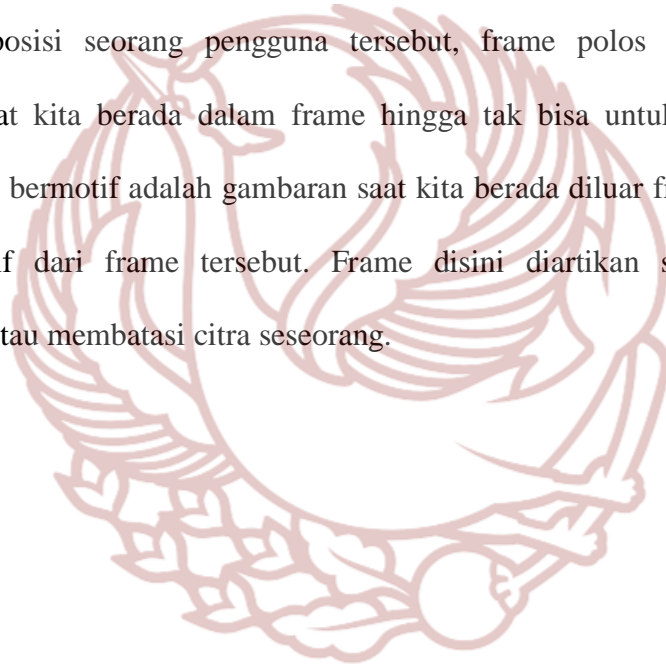 posisi seorang pengguna tersebut, frame polos
at kita berada dalam frame hingga tak bisa untuk
bermotif adalah gambaran saat kita berada diluar f
if dari frame tersebut. Frame disini diartikan s
tau membatasi citra seseorang.